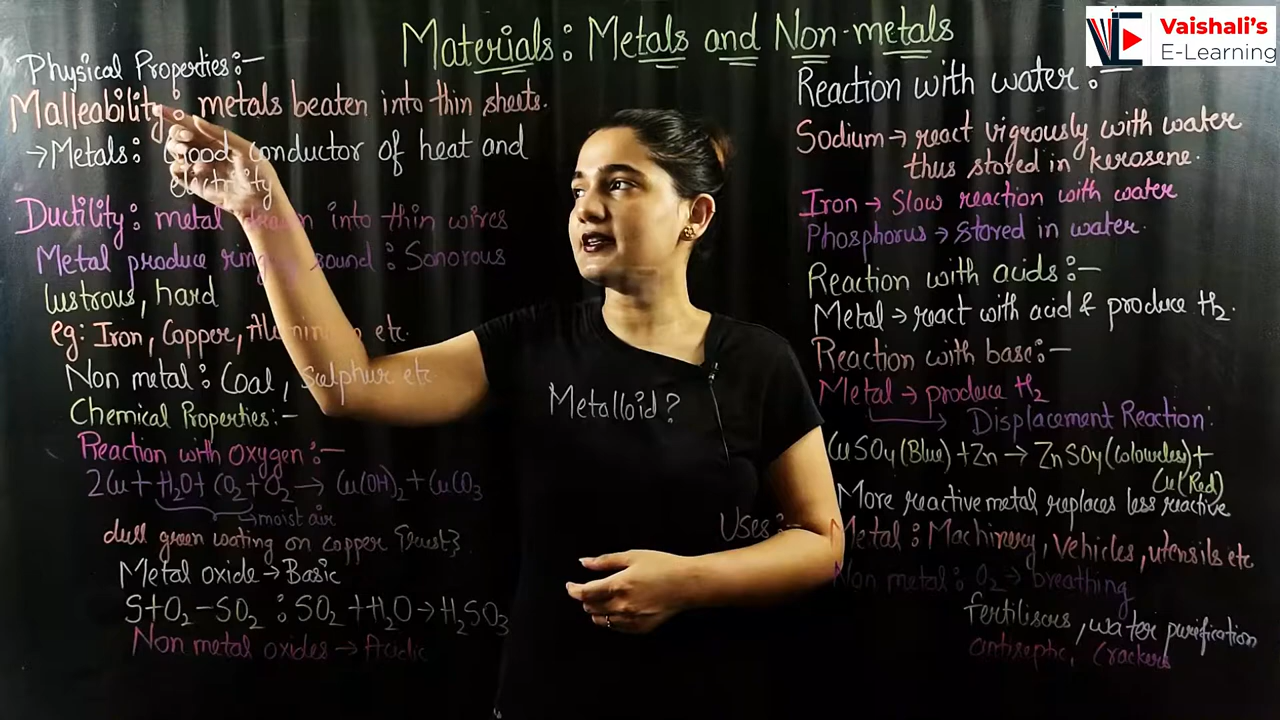 Materials: Metals and Non-metals
Vaishali's
E-Learning
Physical Properties:-
Malleability: metals beaten into thin sheets.
→Metals: Good conductor of heat and
electricity
Ductility: metal drawn into thin wires
Metal produce ringing sound: Sonorous
lustrous, hard
eg: Iron, Copper, Aluminium etc.
Non metal: Coal, Sulphur etc
Chemical Properties:-
Reaction with Oxygen:-
2Cu + H2O + CO2 + O2 → Cu(OH)2 + CuCO3
→moist air
dull green coating on copper {rust}
Metal oxide → Basic
S+O2 - SO2 : SO2 + H2O → H2SO3
Non metal oxides → Acidic
Metalloid?
Reaction with water:-
Sodium → react vigrously with water
thus stored in kerosene.
Iron → Slow reaction with water
Phosphorus → stored in water.
Reaction with acids:-
Metal → react with acid & produce H2.
Reaction with base:-
Metal → produce H2
→ Displacement Reaction:
CuSO4 (Blue) + Zn → ZnSO4 (Colourless) +
Cu (Red)
More reactive metal replaces less reactive
Uses:- Metal: Machinery, Vehicles, utensils etc
Non metal: O2 → breathing
fertilisers, water purification
antiseptic, Crackers